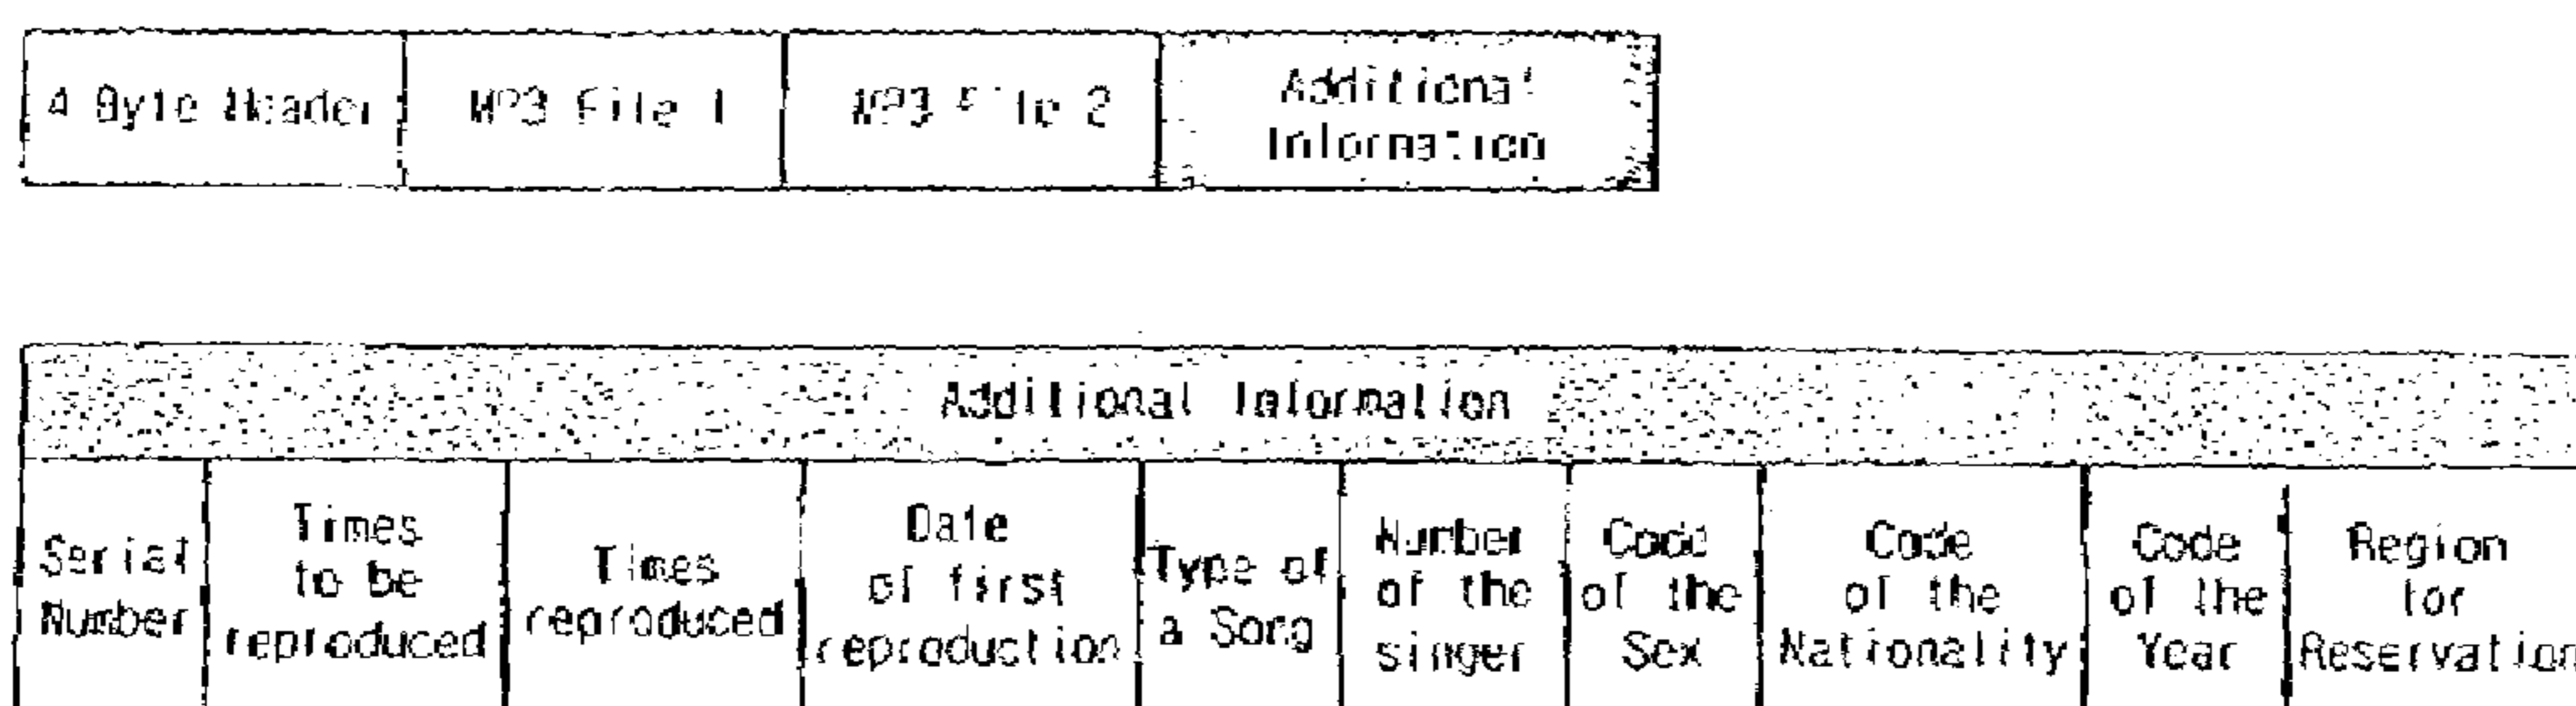 4 Byte Header
MP3 File 1
MP3 File 2
Additional
Information
Additional Information
Serial
Number
Times
to be
reproduced
Times
reproduced
Date
of first
reproduction
Type of
a Song
Number
of the
singer
Code
of the
Sex
Code
of the
Nationality
Code
of the
Year
Region
for
Reservation